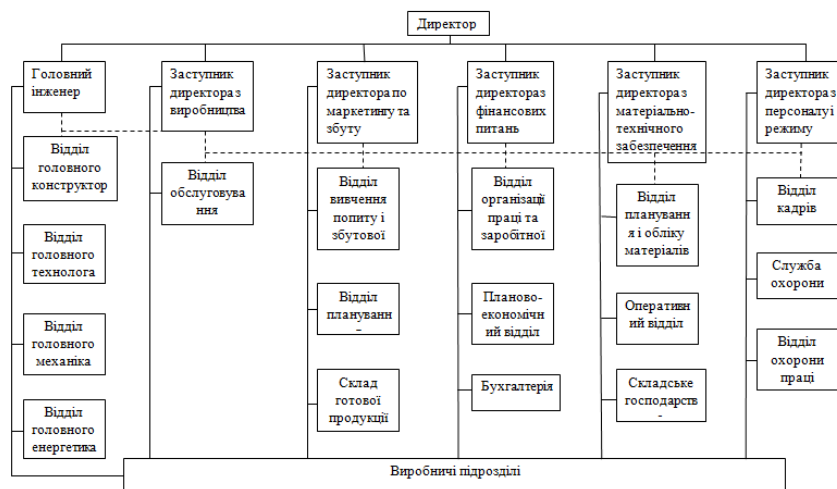 Директор
Головний
інженер
Заступник
директора з
виробництва
Заступник
директора по
маркетингу та
збуту
Заступник
директора з
фінансових
питань
Заступник
директора з
матеріально-
технічного
забезпечення
Заступник
директора з
персоналу і
режиму
Відділ
головного
конструктор
Відділ
обслуговува
ння
Відділ
вивчення
попиту і
збутової
Відділ
організації
праці та
заробітної
Відділ
плануванн
я і обліку
матеріалів
Відділ
кадрів
Відділ
головного
технолога
Відділ
плануванн
Планово-
економіч
ний відділ
Оперативн
ий відділ
Служба
охорони
Відділ
головного
механіка
Склад
готової
продукції
Бухгалтерія
Складське
господарств
Відділ
охорони
праці
Відділ
головного
енергетика
Виробничі підрозділі